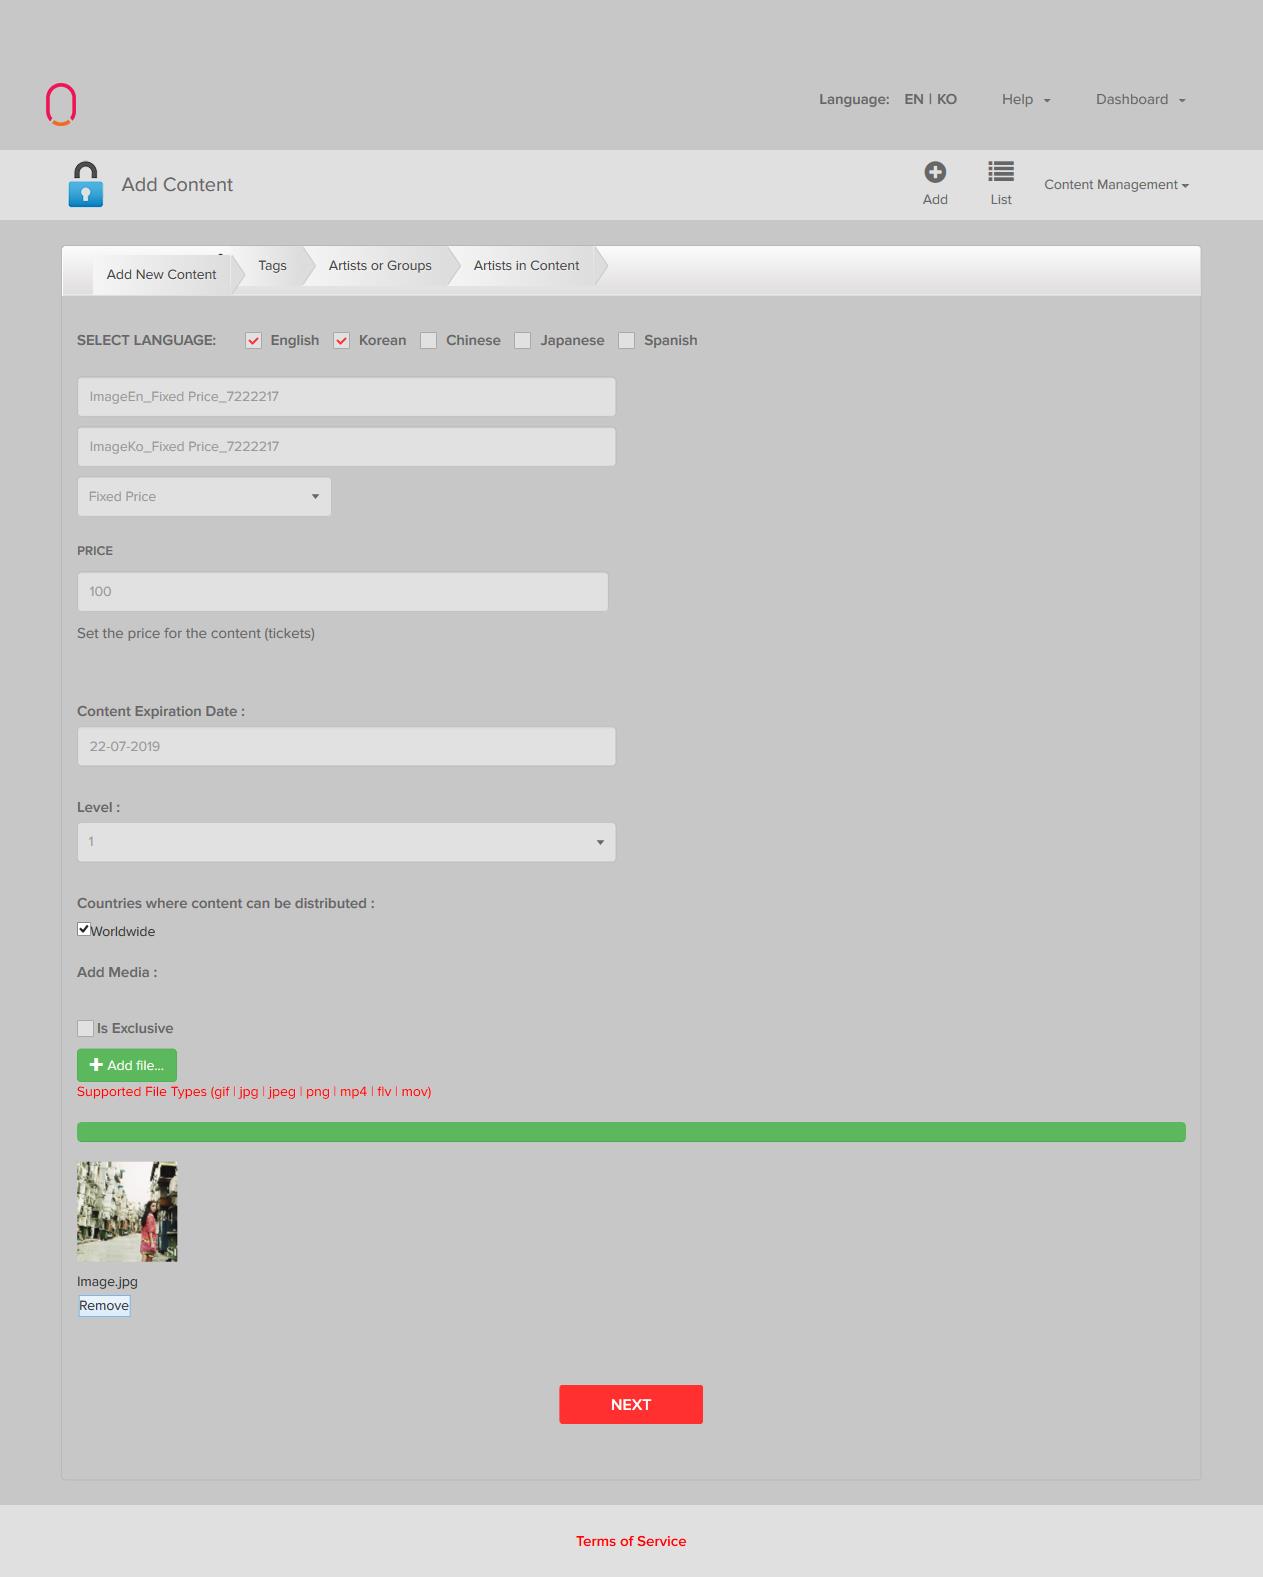 Language: EN | KO Help Dashboard
Add Content
Add List Content Management
Add New Content Tags Artists or Groups Artists in Content
SELECT LANGUAGE: English Korean Chinese Japanese Spanish
ImageEn_Fixed Price_7222217
ImageKo_Fixed Price_7222217
Fixed Price
PRICE
100
Set the price for the content (tickets)
Content Expiration Date :
22-07-2019
Level :
1
Countries where content can be distributed :
Worldwide
Add Media :
Is Exclusive
Add file...
Supported File Types (gif | jpg | jpeg | png | mp4 | flv | mov)
Image.jpg
Remove
NEXT
Terms of Service